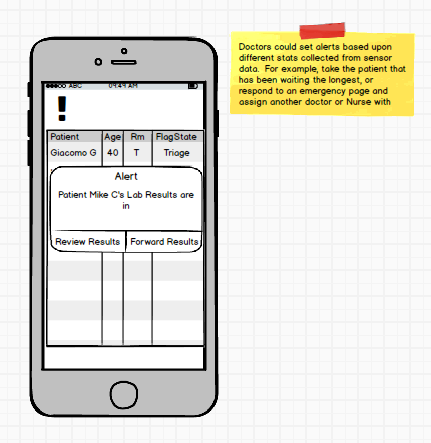 Doctors could set alerts based upon
different stats collected from sensor
data. For example, take the patient that
has been waiting the longest, or
respond to an emergency page and
assign another doctor or Nurse with
ABC 09:49 AM
!
Patient Age Rm FlagState
Giacomo G 40 T Triage
Alert
Patient Mike C's Lab Results are
in
Review Results Forward Results